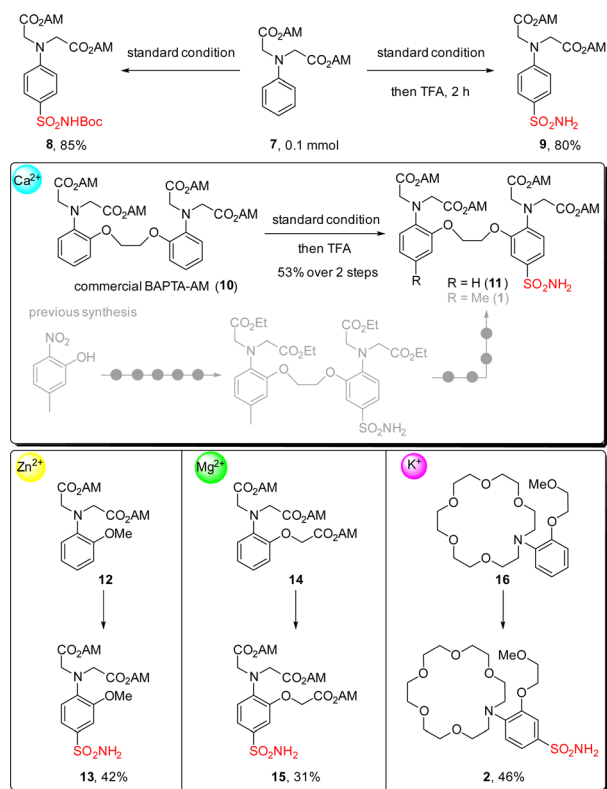 CO₂AM
N
CO₂AM
SO₂NHBoc
8, 85%
standard condition
CO₂AM
N
CO₂AM
7, 0.1 mmol
standard condition
then TFA, 2 h
CO₂AM
N
CO₂AM
SO₂NH₂
9, 80%
Ca²⁺
CO₂AM
CO₂AM
N
CO₂AM
CO₂AM
N
O
O
commercial BAPTA-AM (10)
standard condition
then TFA
53% over 2 steps
CO₂AM
CO₂AM
N
CO₂AM
CO₂AM
N
O
O
R
SO₂NH₂
R = H (11)
R = Me (1)
previous synthesis
NO₂
OH
CO₂Et
CO₂Et
N
CO₂Et
CO₂Et
N
O
O
SO₂NH₂
Zn²⁺
CO₂AM
N
CO₂AM
OMe
12
CO₂AM
N
CO₂AM
OMe
SO₂NH₂
13, 42%
Mg²⁺
CO₂AM
N
CO₂AM
O
CO₂AM
14
CO₂AM
N
CO₂AM
O
CO₂AM
SO₂NH₂
15, 31%
K⁺
O
O
O
O
O
N
MeO
O
O
16
O
O
O
O
O
N
MeO
O
O
SO₂NH₂
2, 46%